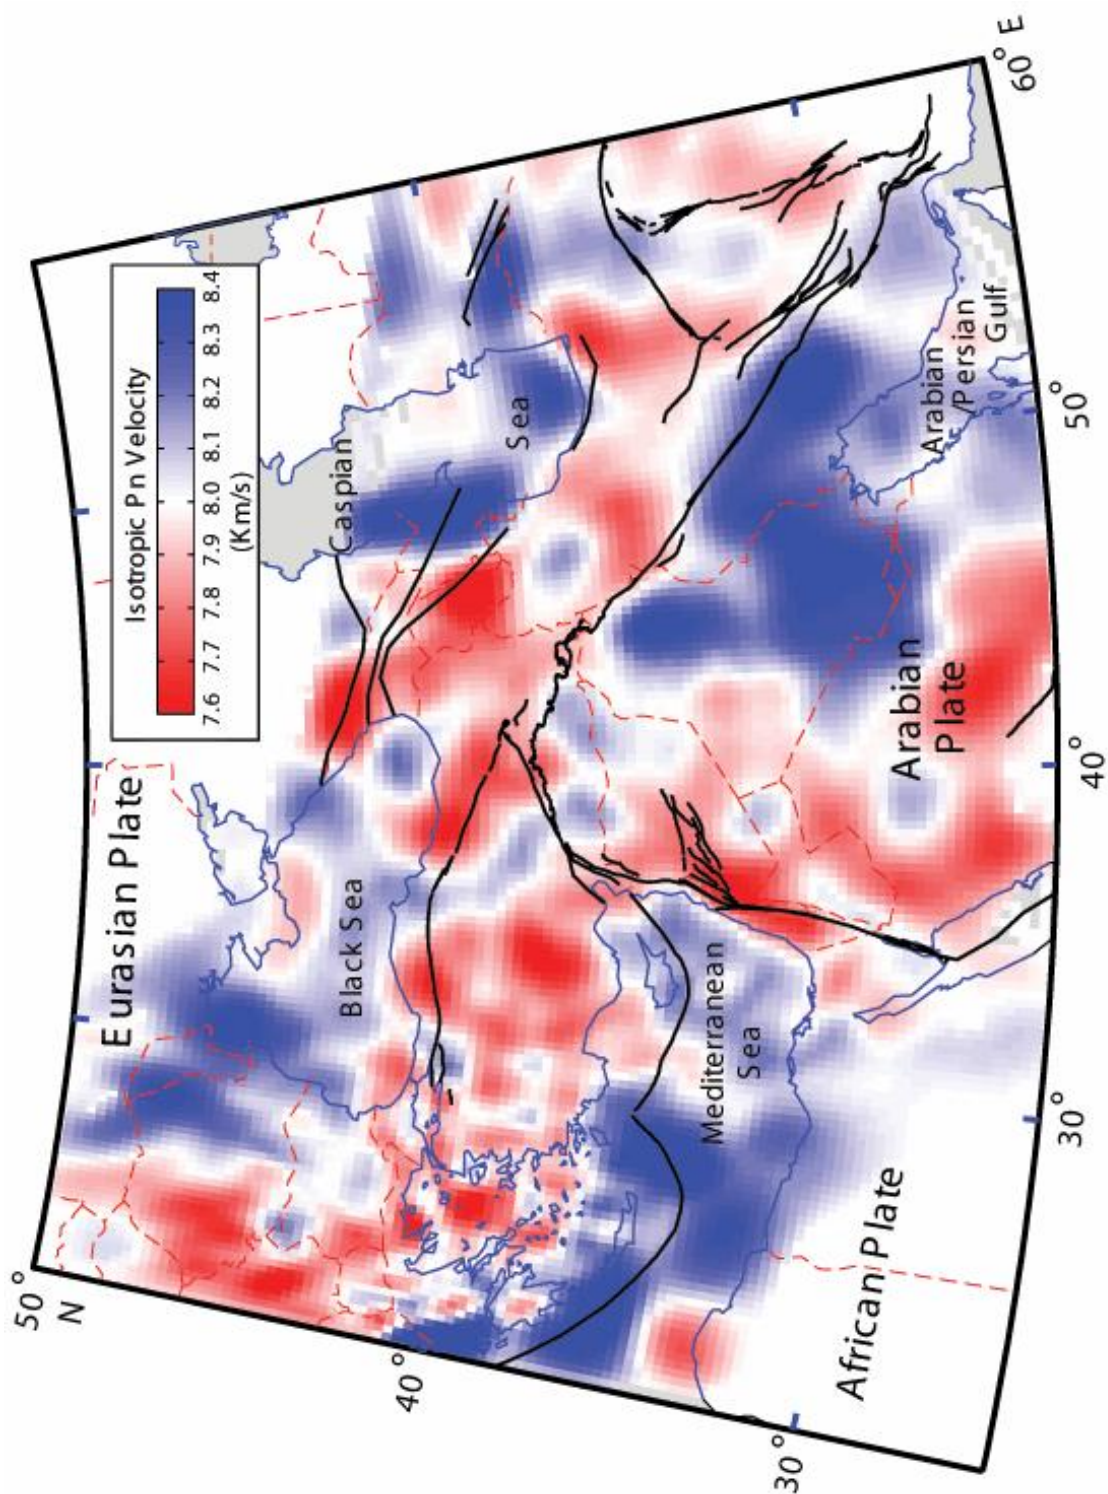 Isotropic Pn Velocity
7.6 7.7 7.8 7.9 8.0 8.1 8.2 8.3 8.4
(Km/s)
50°
N
40°
30°
30°
40°
50°
60° E
Eurasian Plate
Black Sea
Caspian
Sea
Mediterranean
Sea
Arabian
Plate
Arabian
/Persian
Gulf
African Plate